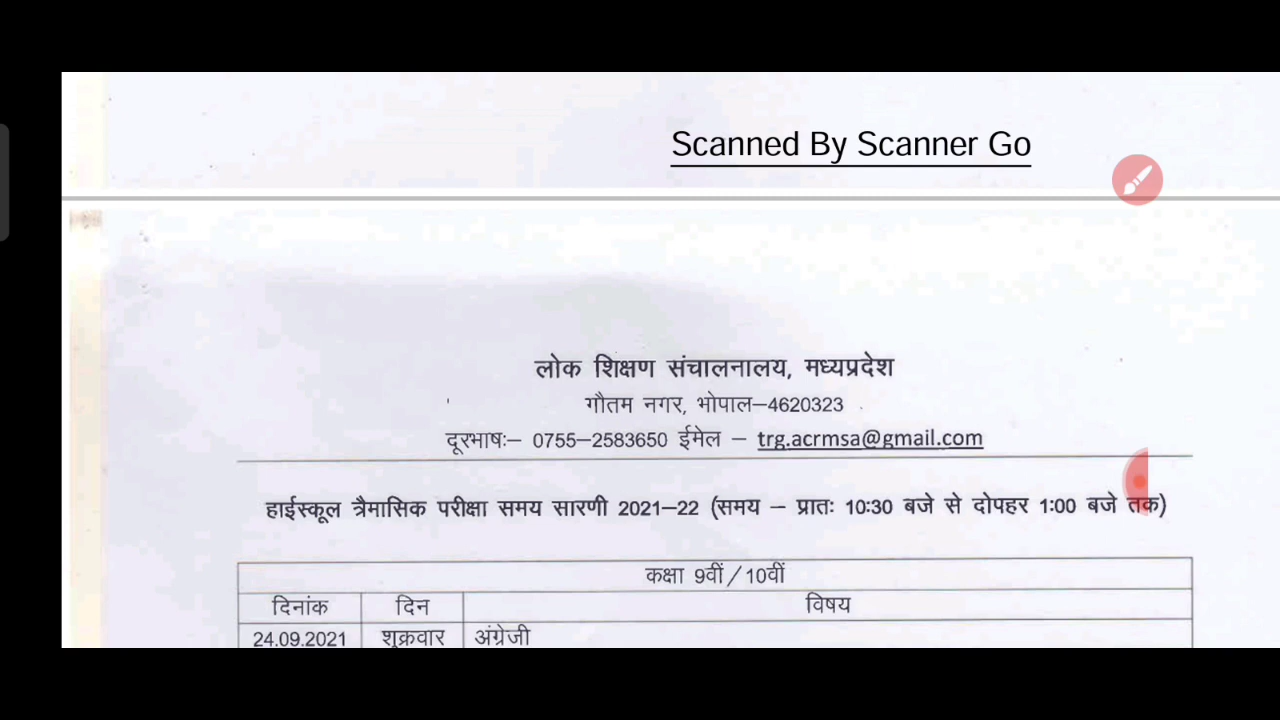 Scanned By Scanner Go
लोक शिक्षण संचालनालय, मध्यप्रदेश
गौतम नगर, भोपाल–4620323
दूरभाषः– 0755–2583650 ईमेल – trg.acrmsa@gmail.com
हाईस्कूल त्रैमासिक परीक्षा समय सारणी 2021–22 (समय – प्रातः 10:30 बजे से दोपहर 1:00 बजे तक)
कक्षा 9वीं / 10वीं
दिनांक दिन विषय
24.09.2021 शुक्रवार अंग्रेजी